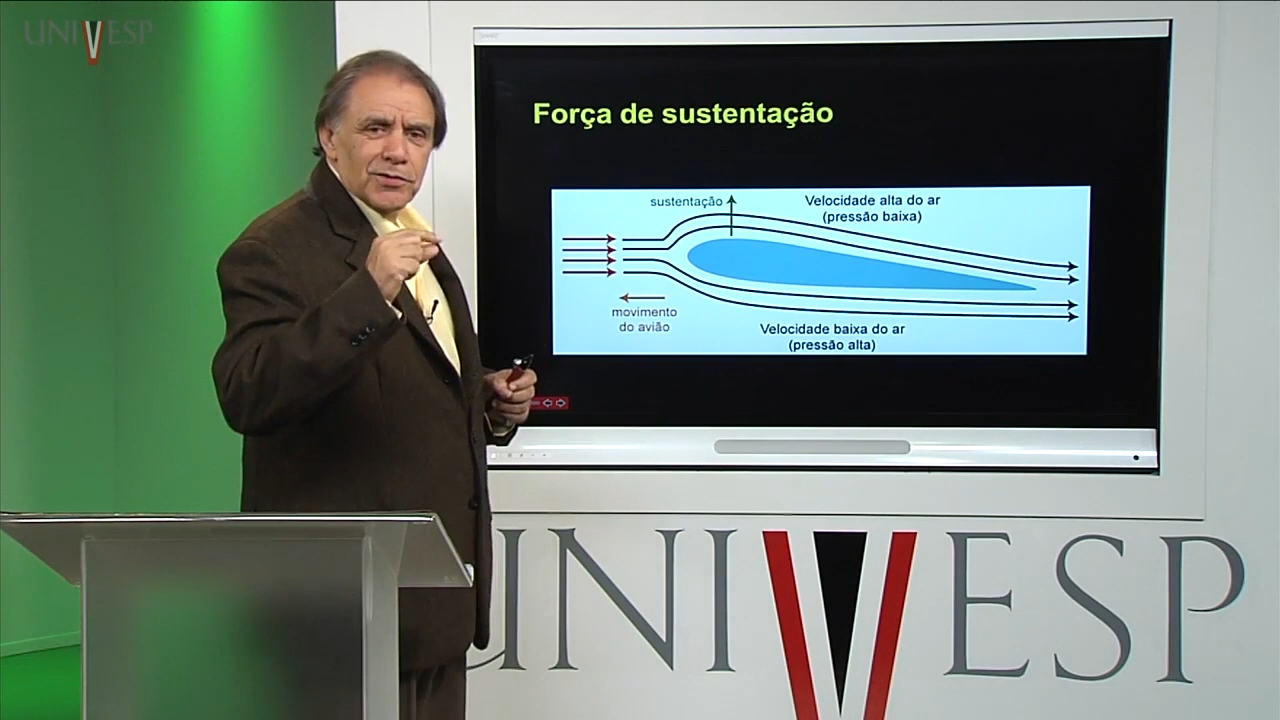 UNIVESP
Força de sustentação
sustentação
Velocidade alta do ar
(pressão baixa)
movimento
do avião
Velocidade baixa do ar
(pressão alta)
UNIVESP